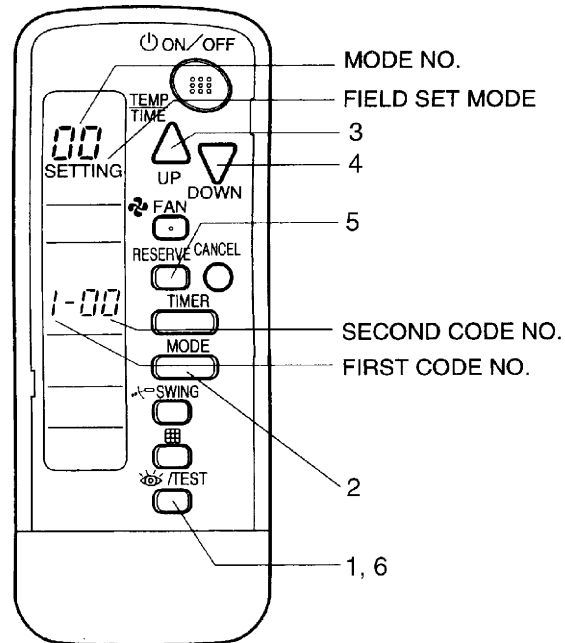 ON/OFF
MODE NO.
TEMP
TIME
FIELD SET MODE
00
SETTING
3
UP
4
DOWN
FAN
5
RESERVE CANCEL
TIMER
1-00
SECOND CODE NO.
MODE
FIRST CODE NO.
SWING
2
/TEST
1, 6